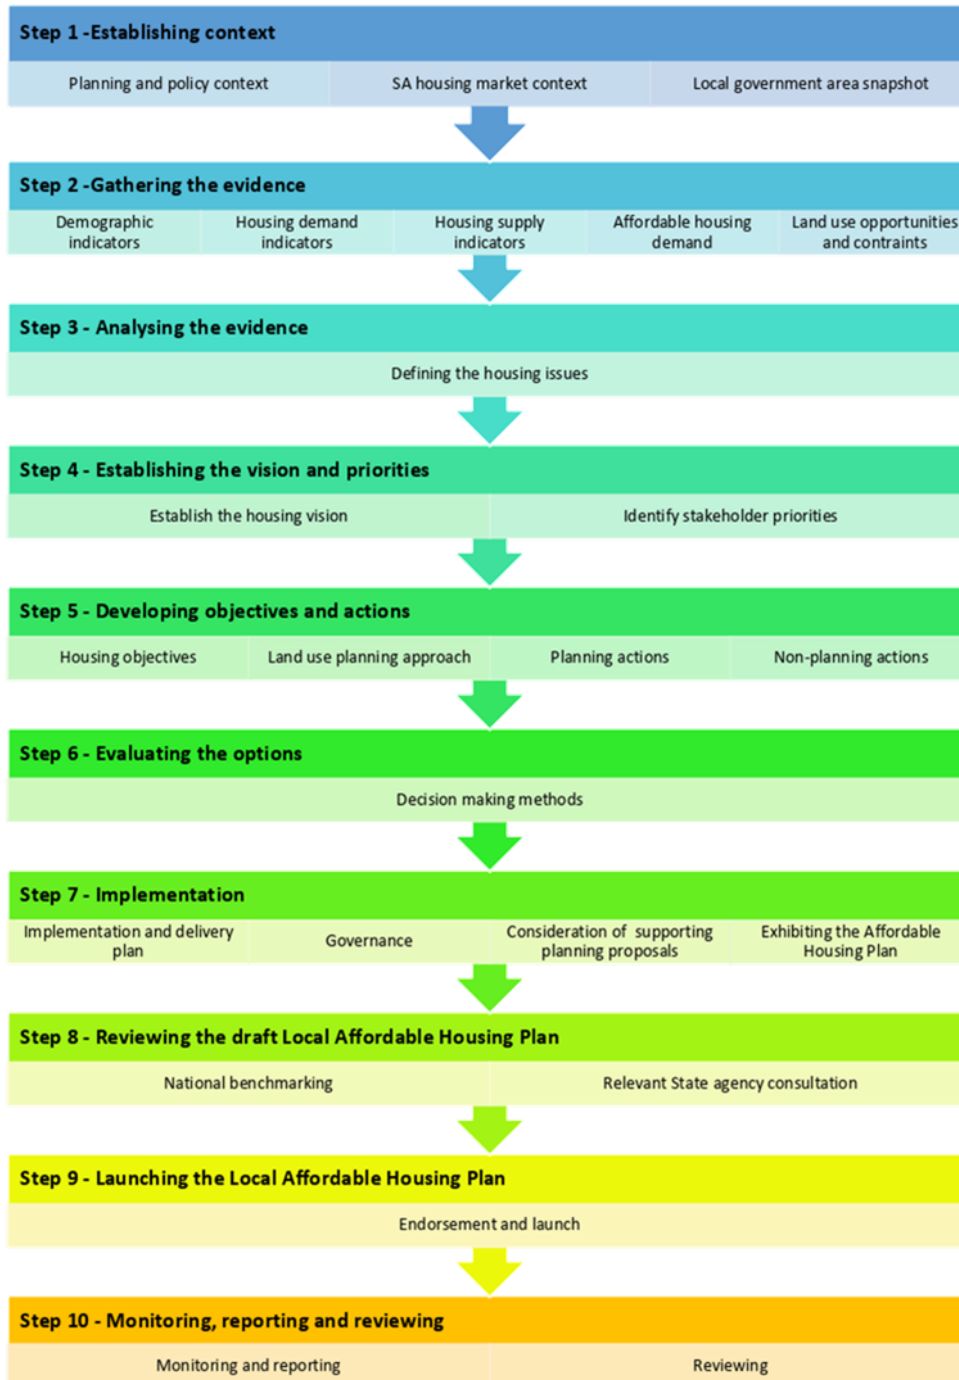 Step 1 -Establishing context
Planning and policy context
SA housing market context
Local government area snapshot
Step 2 -Gathering the evidence
Demographic
indicators
Housing demand
indicators
Housing supply
indicators
Affordable housing
demand
Land use opportunities
and contraints
Step 3 - Analysing the evidence
Defining the housing issues
Step 4 - Establishing the vision and priorities
Establish the housing vision
Identify stakeholder priorities
Step 5 - Developing objectives and actions
Housing objectives
Land use planning approach
Planning actions
Non-planning actions
Step 6 - Evaluating the options
Decision making methods
Step 7 - Implementation
Implementation and delivery
plan
Governance
Consideration of supporting
planning proposals
Exhibiting the Affordable
Housing Plan
Step 8 - Reviewing the draft Local Affordable Housing Plan
National benchmarking
Relevant State agency consultation
Step 9 - Launching the Local Affordable Housing Plan
Endorsement and launch
Step 10 - Monitoring, reporting and reviewing
Monitoring and reporting
Reviewing